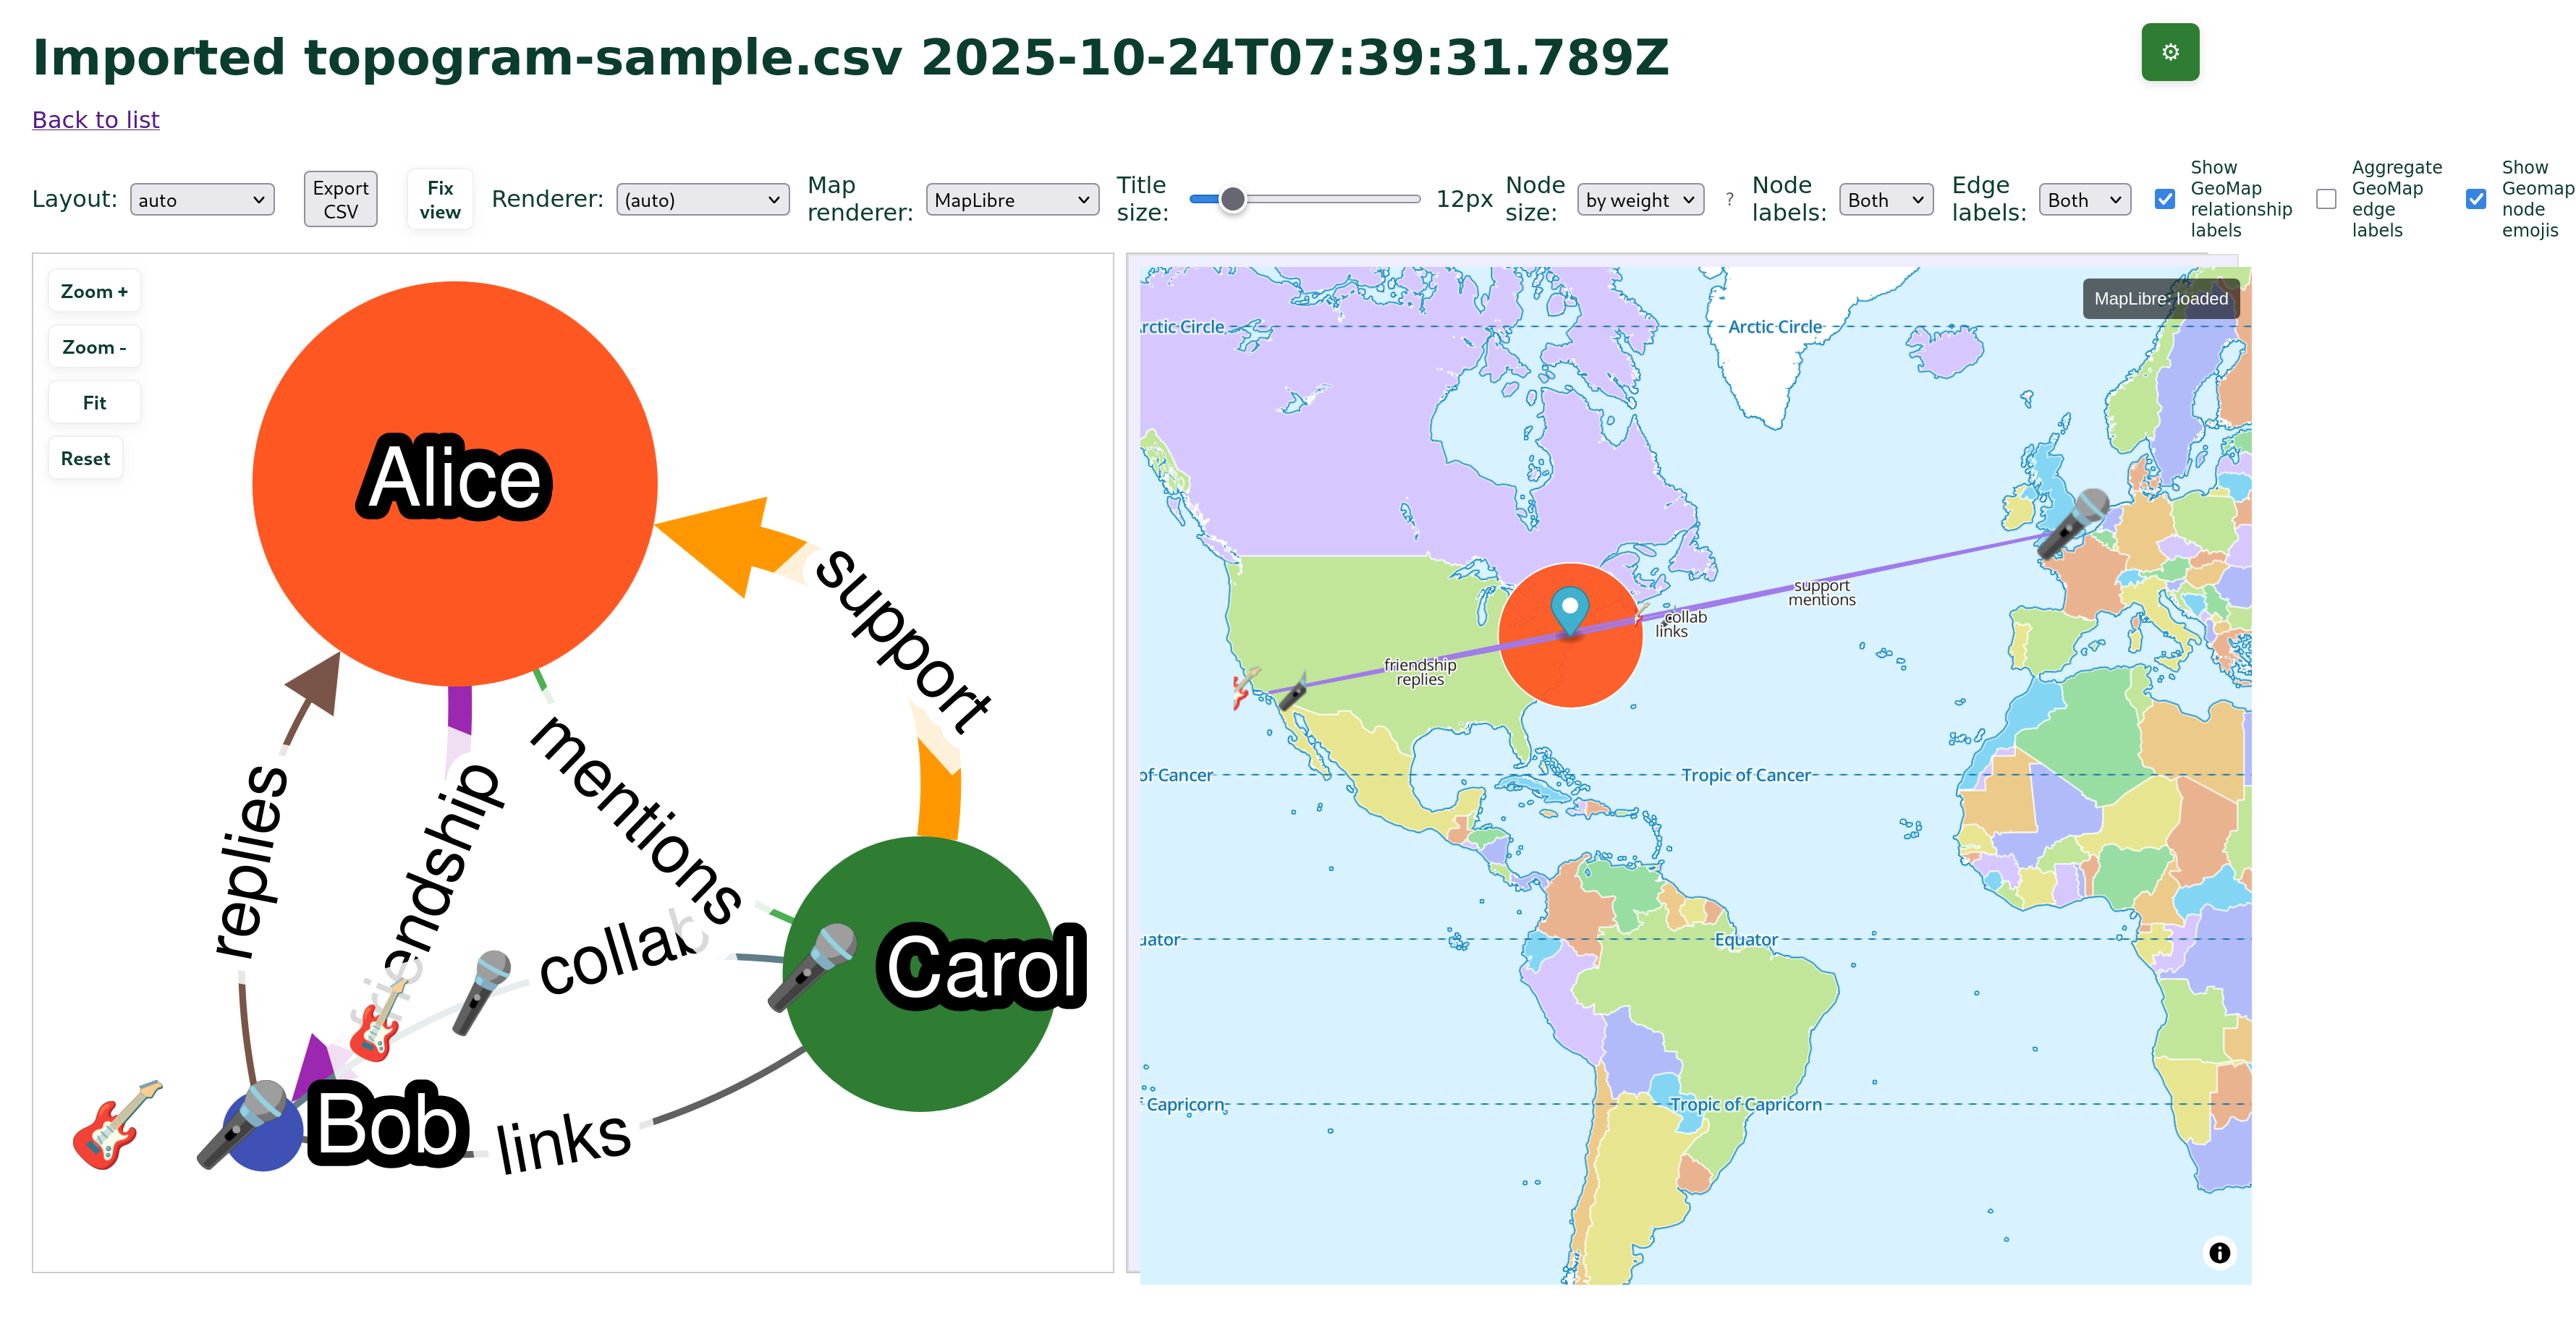 Imported topogram-sample.csv 2025-10-24T07:39:31.789Z
⚙
Back to list
Layout:
auto
Export
CSV
Fix
view
Renderer:
(auto)
Map
renderer:
MapLibre
Title
size:
12px
Node
size:
by weight
?
Node
labels:
Both
Edge
labels:
Both
Show
GeoMap
relationship
labels
Aggregate
GeoMap
edge
labels
Show
Geomap
node
emojis
Zoom +
Zoom -
Fit
Reset
Alice
support
mentions
replies
friendship
collab
Carol
Bob
links
MapLibre: loaded
rctic Circle
Arctic Circle
support
mentions
collab
links
friendship
replies
of Cancer
Tropic of Cancer
uator
Equator
f Capricorn
Tropic of Capricorn